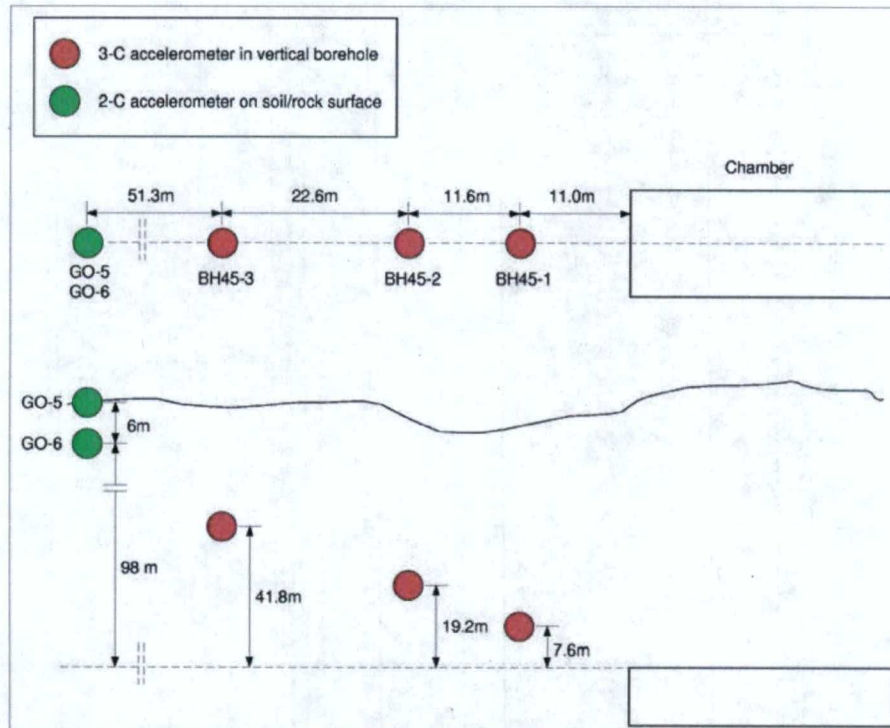 3-C accelerometer in vertical borehole
2-C accelerometer on soil/rock surface
Chamber
51.3m
22.6m
11.6m
11.0m
GO-5
GO-6
BH45-3
BH45-2
BH45-1
GO-5
6m
GO-6
98 m
41.8m
19.2m
7.6m